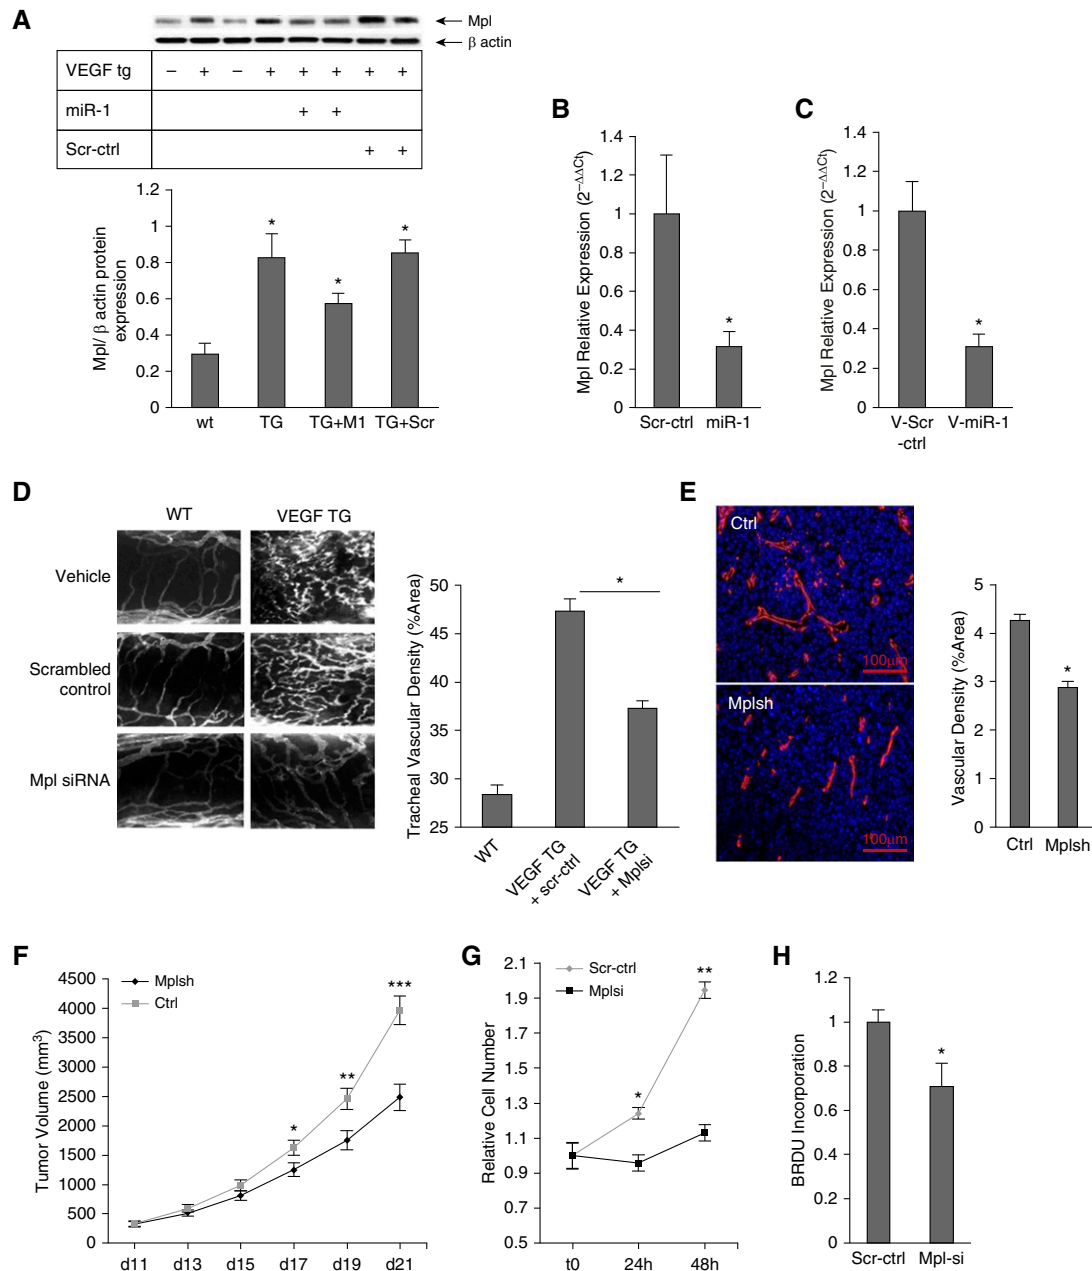 A
Mpl
β actin
VEGF tg – + – + + + + +
miR-1 + +
Scr-ctrl + +
Mpl/ β actin protein
expression
1.2
1
0.8
0.6
0.4
0.2
0
* * *
wt TG TG+M1 TG+Scr
B
Mpl Relative Expression (2–ΔΔCt)
1.4
1.2
1
0.8
0.6
0.4
0.2
0
*
Scr-ctrl miR-1
C
Mpl Relative Expression (2–ΔΔCt)
1.4
1.2
1
0.8
0.6
0.4
0.2
0
*
V-Scr V-miR-1
-ctrl
D
WT VEGF TG
Vehicle
Scrambled
control
Mpl siRNA
Tracheal Vascular Density (%Area)
50
45
40
35
30
25
*
WT
VEGF TG
+ scr-ctrl
VEGF TG
+ Mplsi
E
Ctrl
100μm
Mplsh
100μm
Vascular Density (%Area)
5
4
3
2
1
0
*
Ctrl Mplsh
F
Mplsh
Ctrl
Tumor Volume (mm3)
4500
4000
3500
3000
2500
2000
1500
1000
500
0
* ** ***
d11 d13 d15 d17 d19 d21
G
Scr-ctrl
Mplsi
Relative Cell Number
2.1
1.9
1.7
1.5
1.3
1.1
0.9
0.7
0.5
* **
t0 24h 48h
H
BRDU Incorporation
1.2
1
0.8
0.6
0.4
0.2
0
*
Scr-ctrl Mpl-si